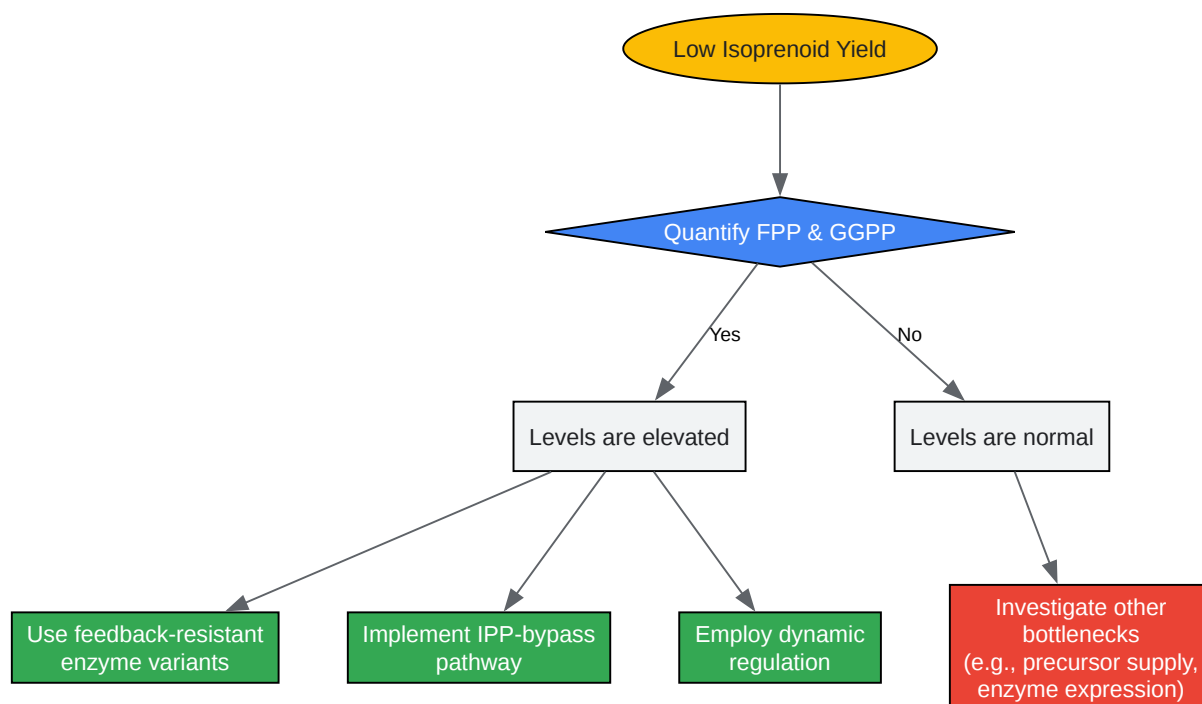 Low Isoprenoid Yield
Quantify FPP & GGPP
Yes
No
Levels are elevated
Levels are normal
Use feedback-resistant
enzyme variants
Implement IPP-bypass
pathway
Employ dynamic
regulation
Investigate other
bottlenecks
(e.g., precursor supply,
enzyme expression)